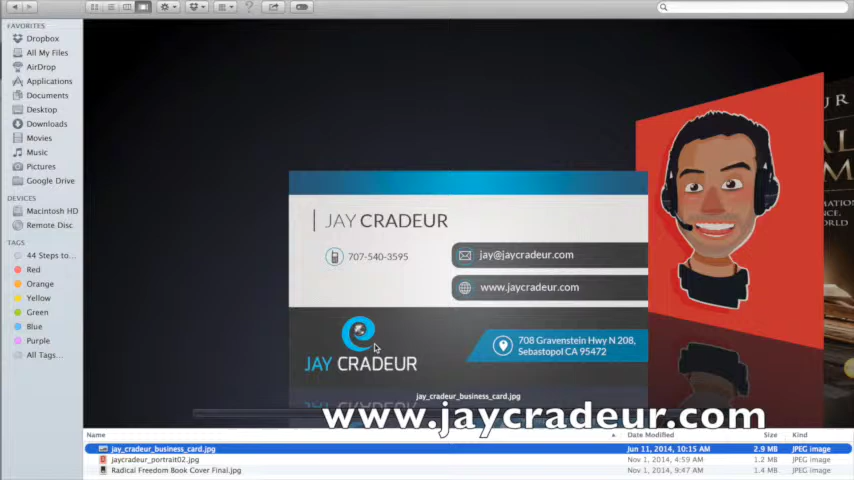 FAVORITES
Dropbox
All My Files
AirDrop
Applications
Documents
Desktop
Downloads
Movies
Music
Pictures
Google Drive
DEVICES
Macintosh HD
Remote Disc
TAGS
44 Steps to...
Red
Orange
Yellow
Green
Blue
Purple
All Tags...
JAY CRADEUR
707-540-3595
jay@jaycradeur.com
www.jaycradeur.com
JAY CRADEUR
708 Gravenstein Hwy N 208,
Sebastopol CA 95472
jay_cradeur_business_card.jpg
www.jaycradeur.com
Name Date Modified Size Kind
jay_cradeur_business_card.jpg Jun 11, 2014, 10:15 AM 2.9 MB JPEG image
jaycradeur_portrait02.jpg Nov 1, 2014, 4:59 AM 1.2 MB JPEG image
Radical Freedom Book Cover Final.jpg Nov 1, 2014, 9:47 AM 1.4 MB JPEG image